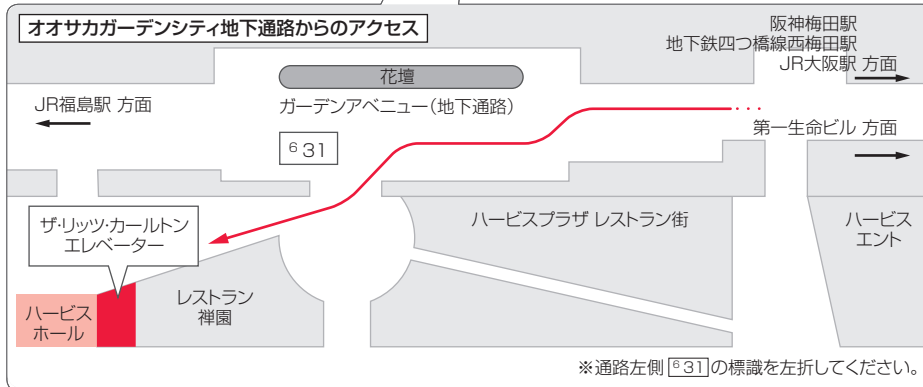 オオサカガーデンシティ地下通路からのアクセス
阪神梅田駅
地下鉄四つ橋線西梅田駅
JR大阪駅 方面
花壇
JR福島駅 方面
ガーデンアベニュー(地下通路)
第一生命ビル 方面
6 31
ザ・リッツ・カールトン
エレベーター
ハービスプラザ レストラン街
ハービス
エント
レストラン
禅園
ハービス
ホール
※通路左側 6 31 の標識を左折してください。